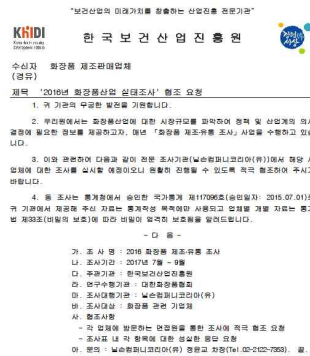 "보건산업의 미래가치를 창출하는 산업진흥 전문기관"
KHIDI
한국보건산업진흥원
수신자 화장품 제조판매업체
(경유)
제목 '2016년 화장품산업 실태조사' 협조 요청
1. 귀 기관의 무궁한 발전을 기원합니다.
2. 우리원에서는 화장품산업에 대한 시장규모를 파악하여 정책 및 산업계의 의사
결정에 필요한 정보를 제공하고자, 매년 「화장품 제조·유통 조사」사업을 수행하고 있습
니다.
3. 이와 관련하여 다음과 같이 전문 조사기관(닐슨컴퍼니코리아(유))에서 해당 사
업체에 대한 조사를 실시할 예정이오니 원활히 진행될 수 있도록 적극 협조하여 주시기
바랍니다.
4. 동 조사는 통계청에서 승인한 국가통계 제117096호(승인일자: 2015.07.01)로
귀 기관에서 제공해 주신 자료는 통계작성 목적에만 사용되고 업체별 개별 자료는 통계
법 제33조(비밀의 보호)에 따라 비밀이 엄격히 보호됨을 알려드립니다.
- 다 음 -
가. 조 사 명 : 2016 화장품 제조·유통 조사
나. 조사기간 : 2017년 7월 ~ 9월
다. 주관기관 : 한국보건산업진흥원
라. 연구수행기관 : 대한화장품협회
마. 조사대행기관 : 닐슨컴퍼니코리아(유)
바. 조사대상 : 화장품 관련 기업체
사. 협조사항
- 각 업체에 방문하는 면접원을 통한 조사에 적극 협조 요청
- 조사표 내 각 항목에 대한 성실한 응답 요청
아. 문의 : 닐슨컴퍼니코리아(유) 정윤교 차장(Tel.02-2122-7353). 끝.